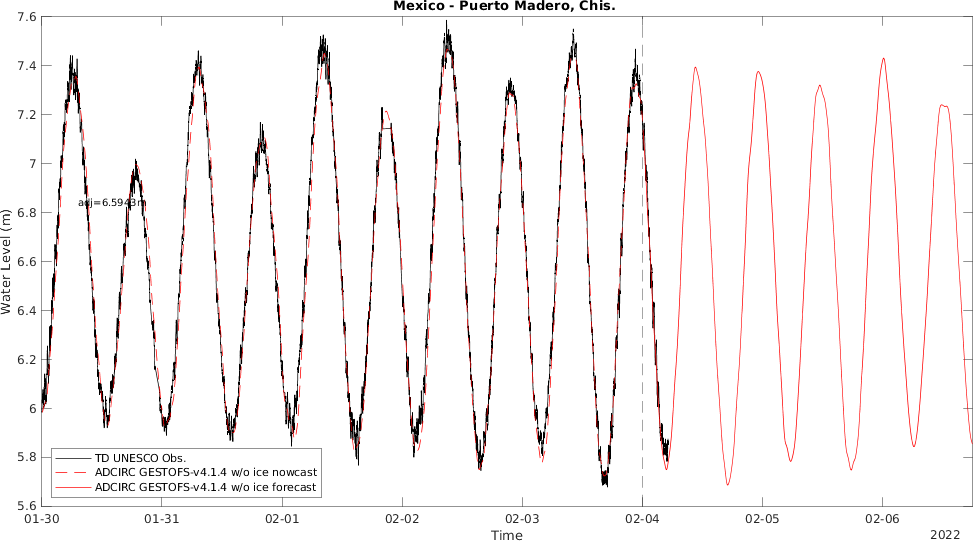 Mexico - Puerto Madero, Chis.
7.6
7.4
7.2
7
6.8
6.6
6.4
6.2
6
5.8
5.6
Water Level (m)
adj=6.5943m
TD UNESCO Obs.
ADCIRC GESTOFS-v4.1.4 w/o ice nowcast
ADCIRC GESTOFS-v4.1.4 w/o ice forecast
01-30 01-31 02-01 02-02 02-03 02-04 02-05 02-06
Time
2022